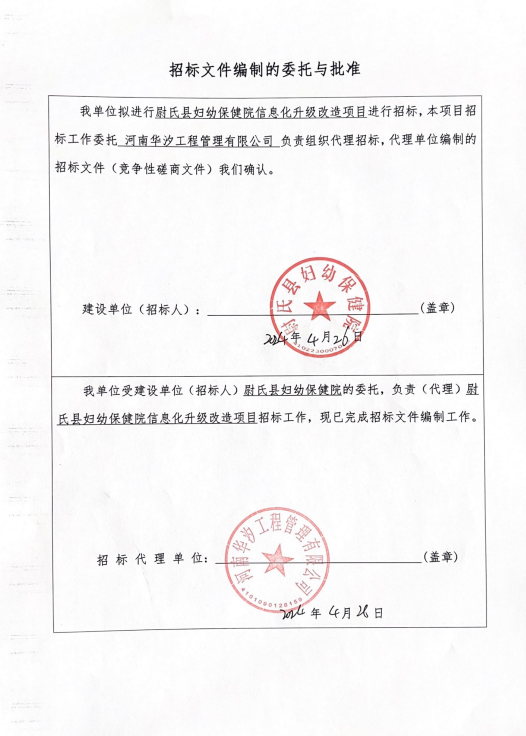 招标文件编制的委托与批准
我单位拟进行尉氏县妇幼保健院信息化升级改造项目进行招标，本项目招
标工作委托 河南华汐工程管理有限公司 负责组织代理招标，代理单位编制的
招标文件（竞争性磋商文件）我们确认。
尉氏县妇幼保健院
建设单位（招标人）：(盖章)
2024年 4月26日
我单位受建设单位（招标人）尉氏县妇幼保健院的委托，负责（代理）尉
氏县妇幼保健院信息化升级改造项目招标工作，现已完成招标文件编制工作。
河南华汐工程管理有限公司
招 标 代 理 单 位：(盖章)
4101090128159
2024 年 4月 28 日